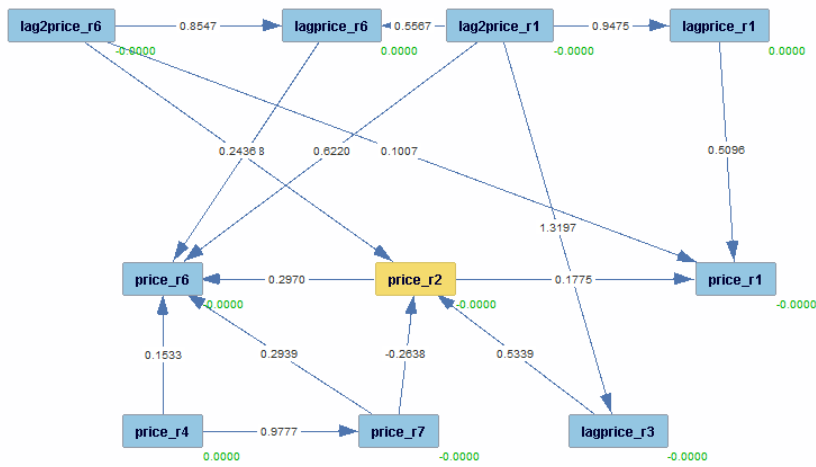 lag2price_r6 0.8547 lagprice_r6 0.5567 lag2price_r1 0.9475 lagprice_r1
-0.0000 0.0000 -0.0000 0.0000
0.2436 0.6220 0.1007 0.5096
1.3197
price_r6 0.2970 price_r2 0.1775 price_r1
-0.0000 -0.0000 -0.0000
0.1533 0.2939 -0.2638 0.5339
price_r4 0.9777 price_r7 lagprice_r3
0.0000 -0.0000 -0.0000